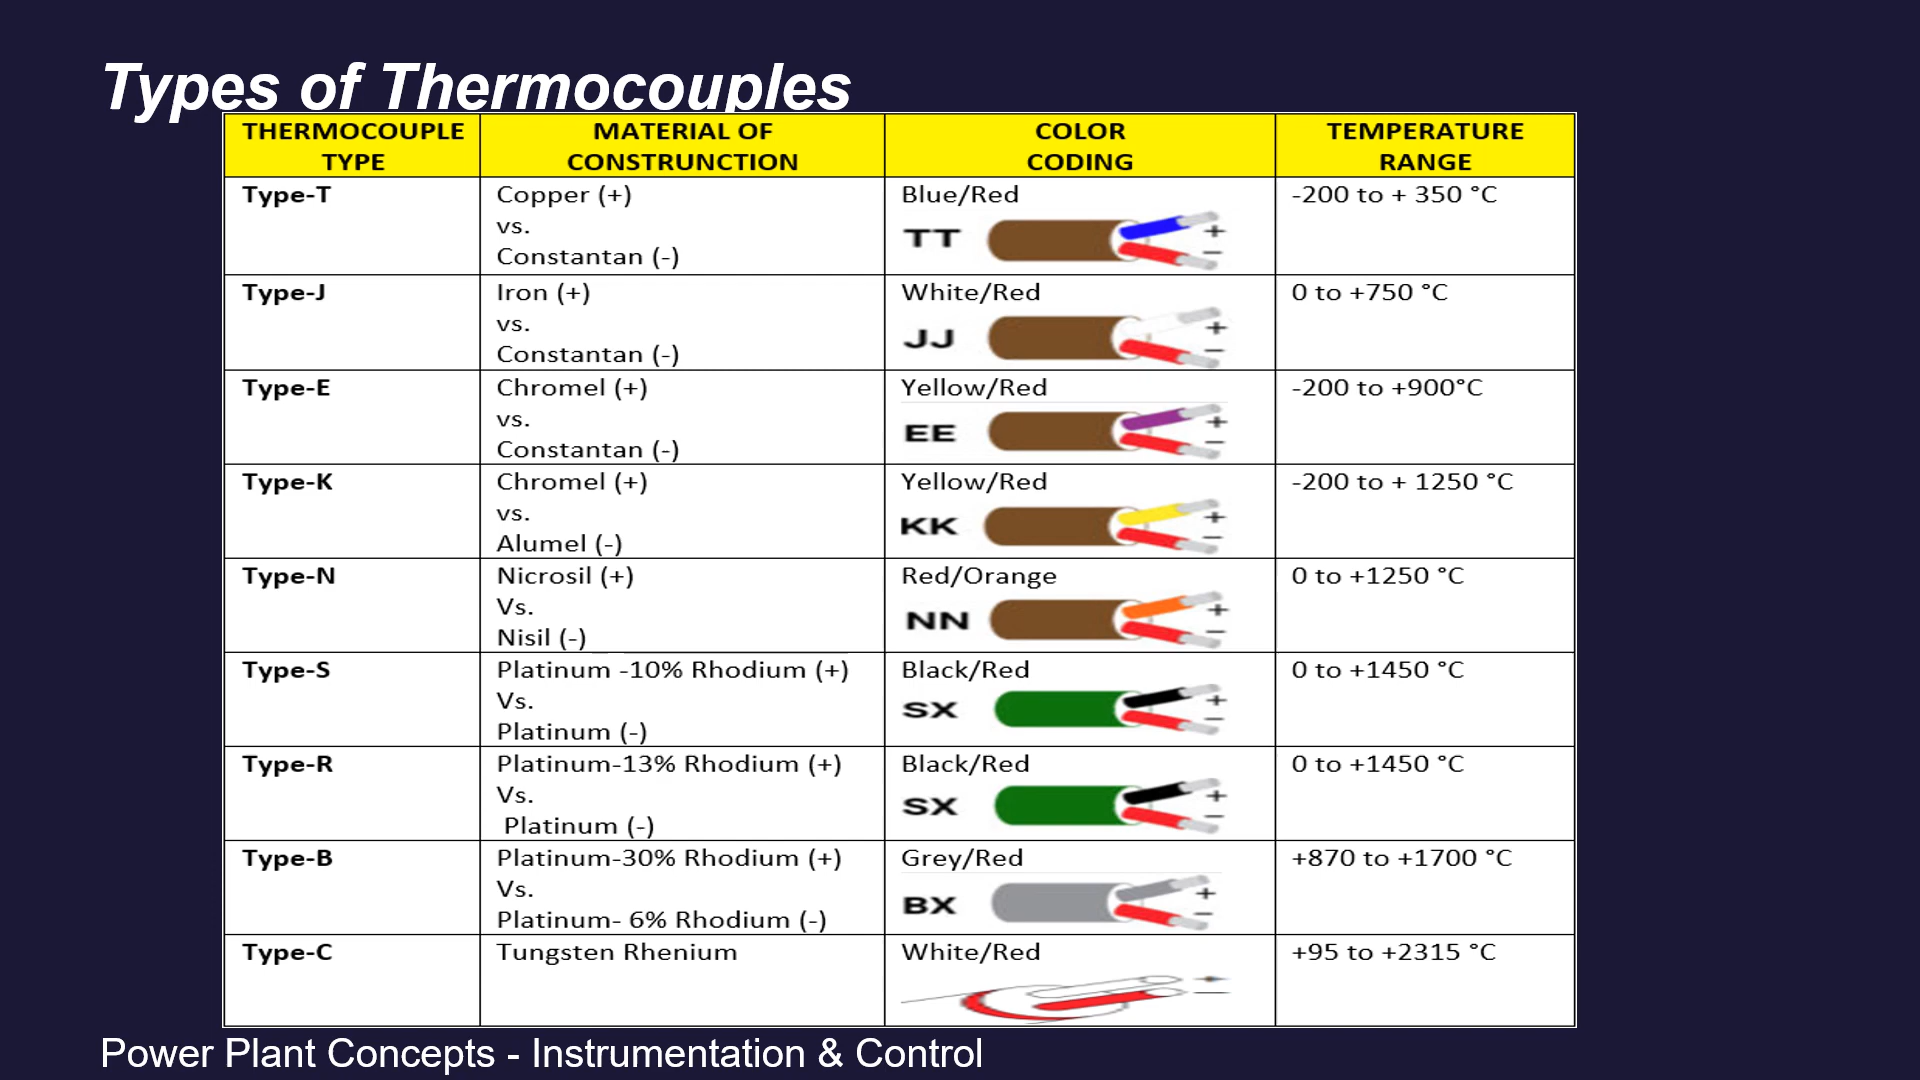 Types of Thermocouples
THERMOCOUPLE TYPE
MATERIAL OF CONSTRUNCTION
COLOR CODING
TEMPERATURE RANGE
Type-T
Copper (+)
vs.
Constantan (-)
Blue/Red
TT
+
−
-200 to + 350 °C
Type-J
Iron (+)
vs.
Constantan (-)
White/Red
JJ
+
−
0 to +750 °C
Type-E
Chromel (+)
vs.
Constantan (-)
Yellow/Red
EE
+
−
-200 to +900°C
Type-K
Chromel (+)
vs.
Alumel (-)
Yellow/Red
KK
+
−
-200 to + 1250 °C
Type-N
Nicrosil (+)
Vs.
Nisil (-)
Red/Orange
NN
+
−
0 to +1250 °C
Type-S
Platinum -10% Rhodium (+)
Vs.
Platinum (-)
Black/Red
SX
+
−
0 to +1450 °C
Type-R
Platinum-13% Rhodium (+)
Vs.
Platinum (-)
Black/Red
SX
+
−
0 to +1450 °C
Type-B
Platinum-30% Rhodium (+)
Vs.
Platinum- 6% Rhodium (-)
Grey/Red
BX
+
−
+870 to +1700 °C
Type-C
Tungsten Rhenium
White/Red
+
−
+95 to +2315 °C
Power Plant Concepts - Instrumentation & Control